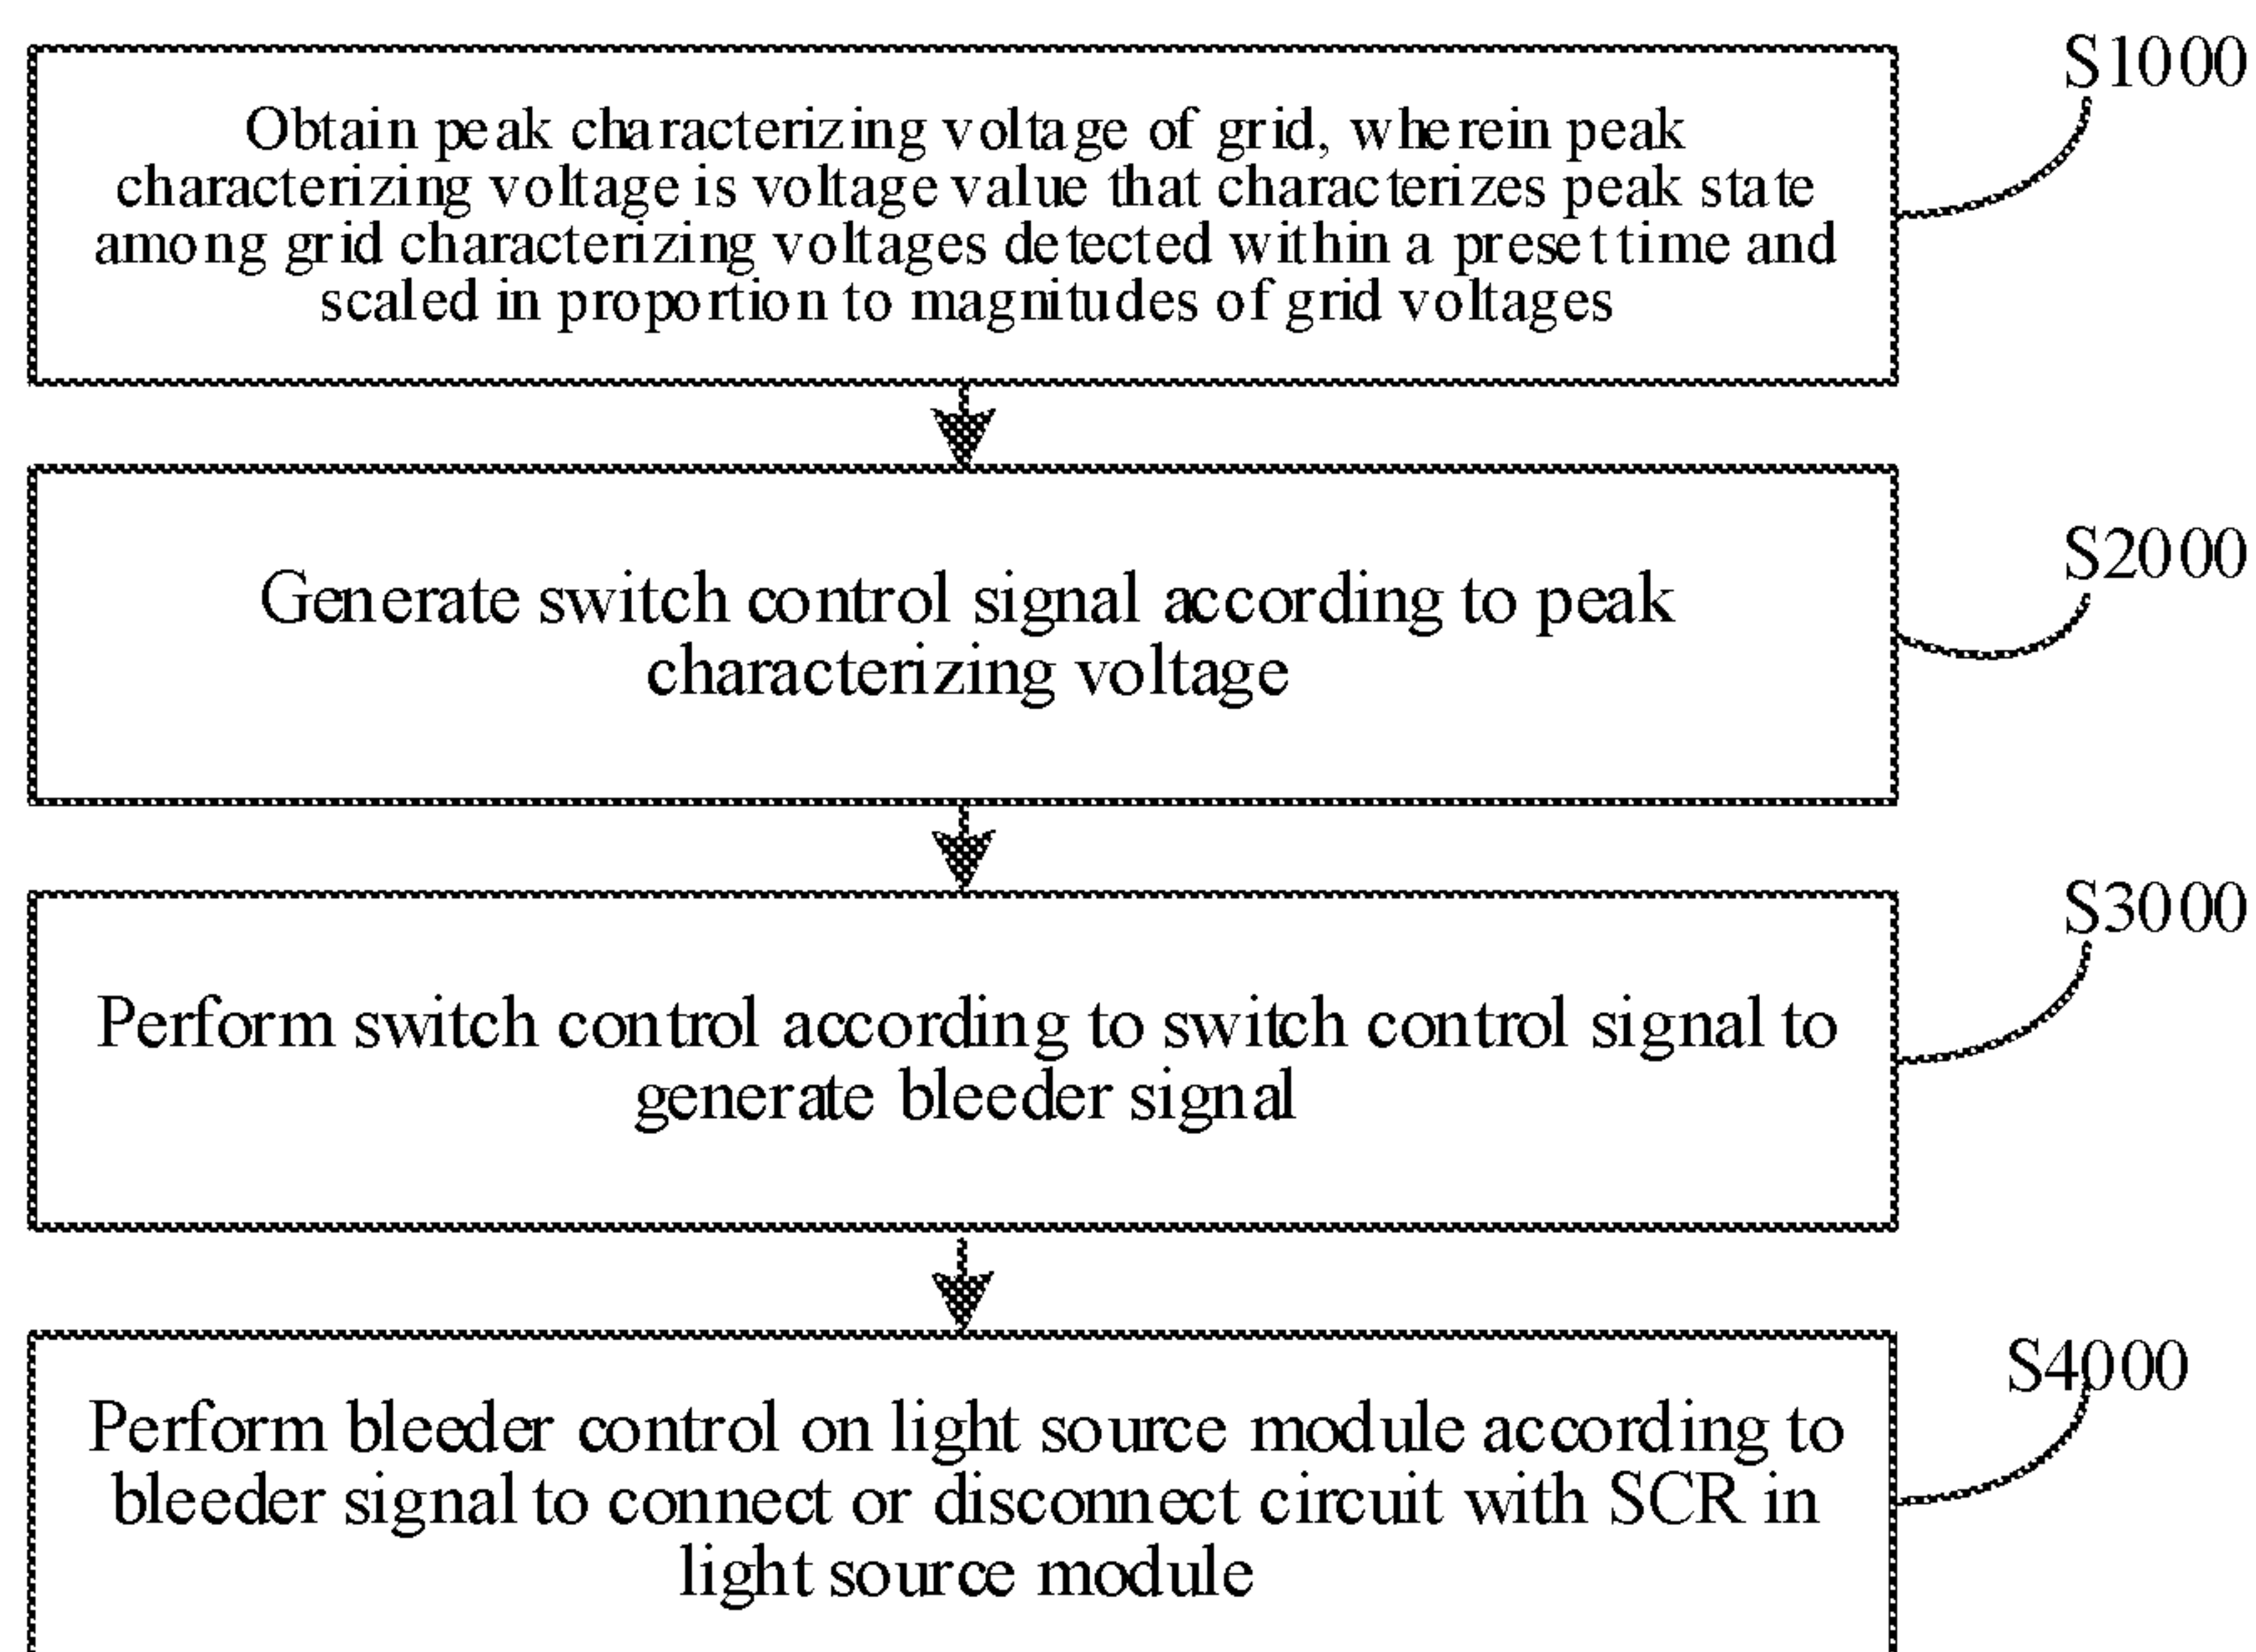 S1000
Obtain peak characterizing voltage of grid, wherein peak
characterizing voltage is voltage value that characterizes peak state
among grid characterizing voltages detected within a preset time and
scaled in proportion to magnitudes of grid voltages
S2000
Generate switch control signal according to peak
characterizing voltage
S3000
Perform switch control according to switch control signal to
generate bleeder signal
S4000
Perform bleeder control on light source module according to
bleeder signal to connect or disconnect circuit with SCR in
light source module